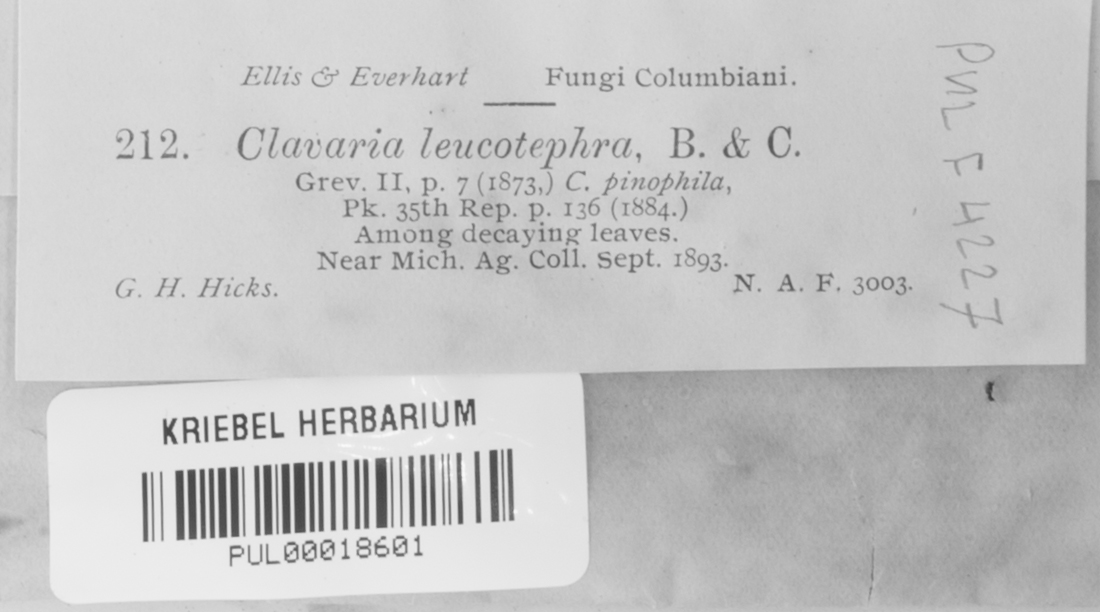 Ellis & Everhart Fungi Columbiani.
212. Clavaria leucotephra, B. & C.
Grev. II, p. 7 (1873,) C. pinophila,
Pk. 35th Rep. p. 136 (1884.)
Among decaying leaves.
Near Mich. Ag. Coll. Sept. 1893.
G. H. Hicks. N. A. F. 3003.
PUL F 4227
KRIEBEL HERBARIUM
PUL00018601